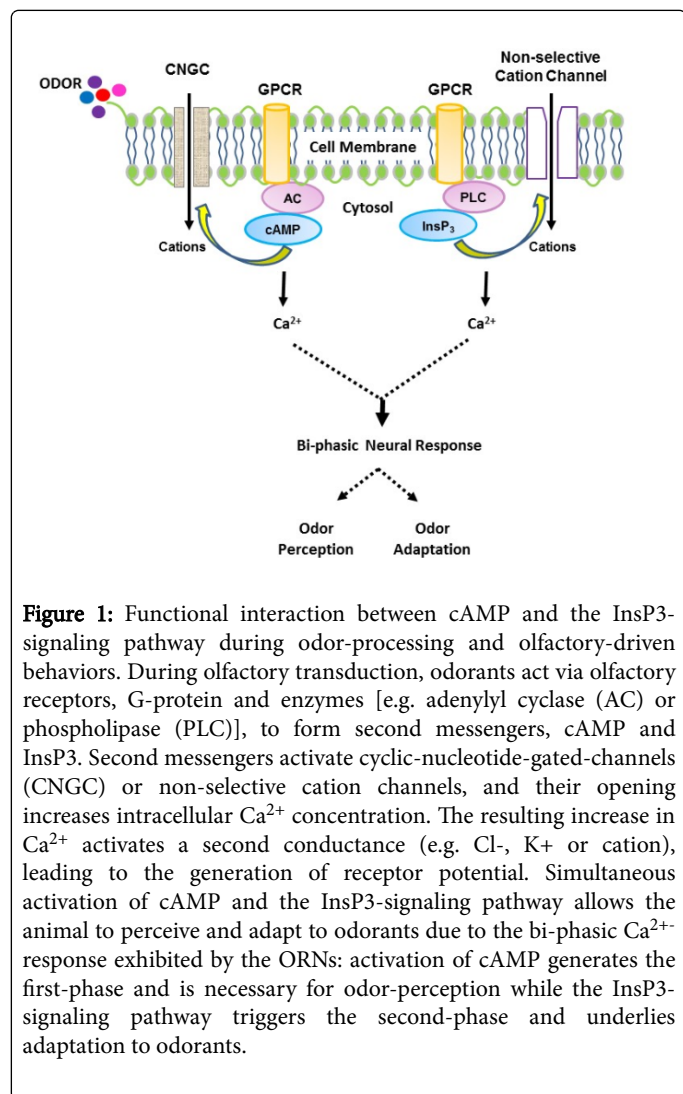 Non-selective
Cation Channel
CNGC
ODOR
GPCR
GPCR
Cell Membrane
AC
PLC
Cytosol
cAMP
InsP₃
Cations
Cations
Ca²⁺
Ca²⁺
Bi-phasic Neural Response
Odor
Perception
Odor
Adaptation
Figure 1: Functional interaction between cAMP and the InsP3-
signaling pathway during odor-processing and olfactory-driven
behaviors. During olfactory transduction, odorants act via olfactory
receptors, G-protein and enzymes [e.g. adenylyl cyclase (AC) or
phospholipase (PLC)], to form second messengers, cAMP and
InsP3. Second messengers activate cyclic-nucleotide-gated-channels
(CNGC) or non-selective cation channels, and their opening
increases intracellular Ca²⁺ concentration. The resulting increase in
Ca²⁺ activates a second conductance (e.g. Cl-, K+ or cation),
leading to the generation of receptor potential. Simultaneous
activation of cAMP and the InsP3-signaling pathway allows the
animal to perceive and adapt to odorants due to the bi-phasic Ca²⁺-
response exhibited by the ORNs: activation of cAMP generates the
first-phase and is necessary for odor-perception while the InsP3-
signaling pathway triggers the second-phase and underlies
adaptation to odorants.